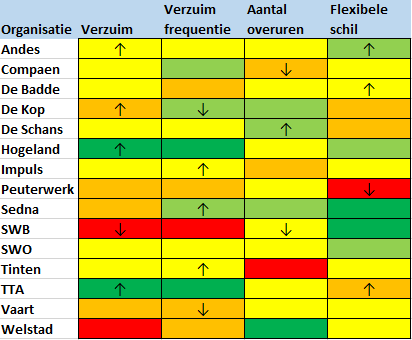 Organisatie Verzuim Verzuim frequentie Aantal overuren Flexibele schil
Andes ↑ ↑
Compaen ↓
De Badde ↑
De Kop ↑ ↓
De Schans ↑
Hogeland ↑
Impuls ↑
Peuterwerk ↓
Sedna ↑
SWB ↓ ↓
SWO
Tinten ↑
TTA ↑ ↑
Vaart ↓
Welstad